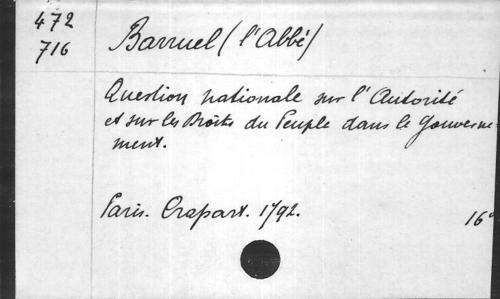 472
716
Barruel (l'Abbé)
Question nationale sur l'Autorité
et sur les Droits du Peuple dans le Gouverne-
ment.
Paris. Crapart. 1792.
16°